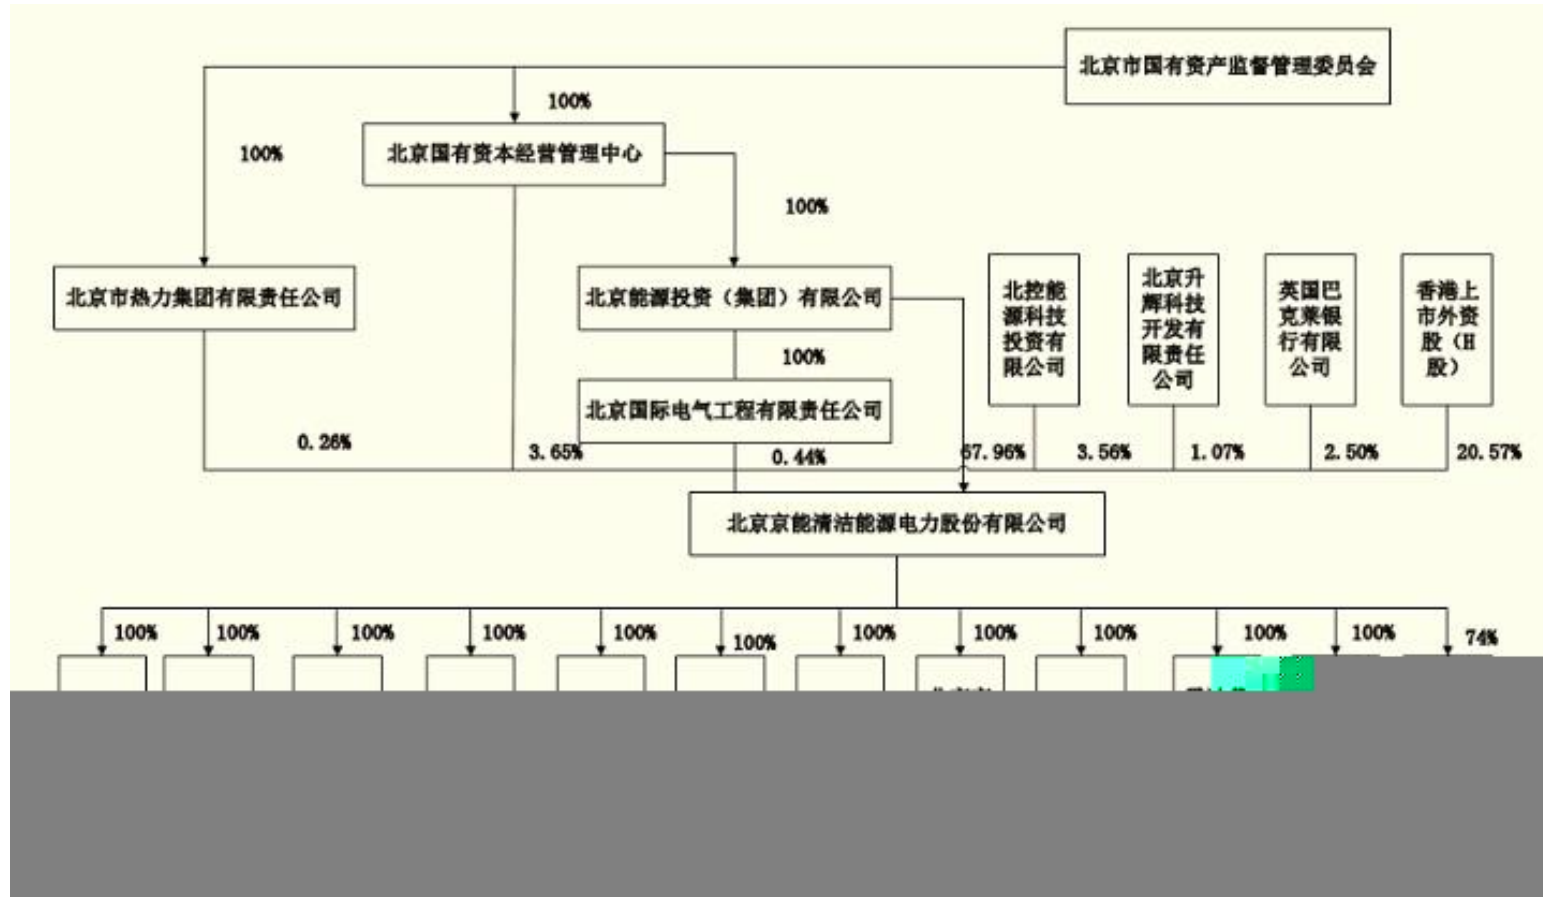 北京市国有资产监督管理委员会
100%
北京国有资本经营管理中心
100%
100%
北京市热力集团有限责任公司
北京能源投资（集团）有限公司
北控能
源科技
投资有
限公司
北京升
辉科技
开发有
限责任
公司
英国巴
克莱银
行有限
公司
香港上
市外资
股（H
股）
100%
北京国际电气工程有限责任公司
0.26%
3.65%
0.44%
67.96%
3.56%
1.07%
2.50%
20.57%
北京京能清洁能源电力股份有限公司
100%
100%
100%
100%
100%
100%
100%
100%
100%
100%
100%
74%